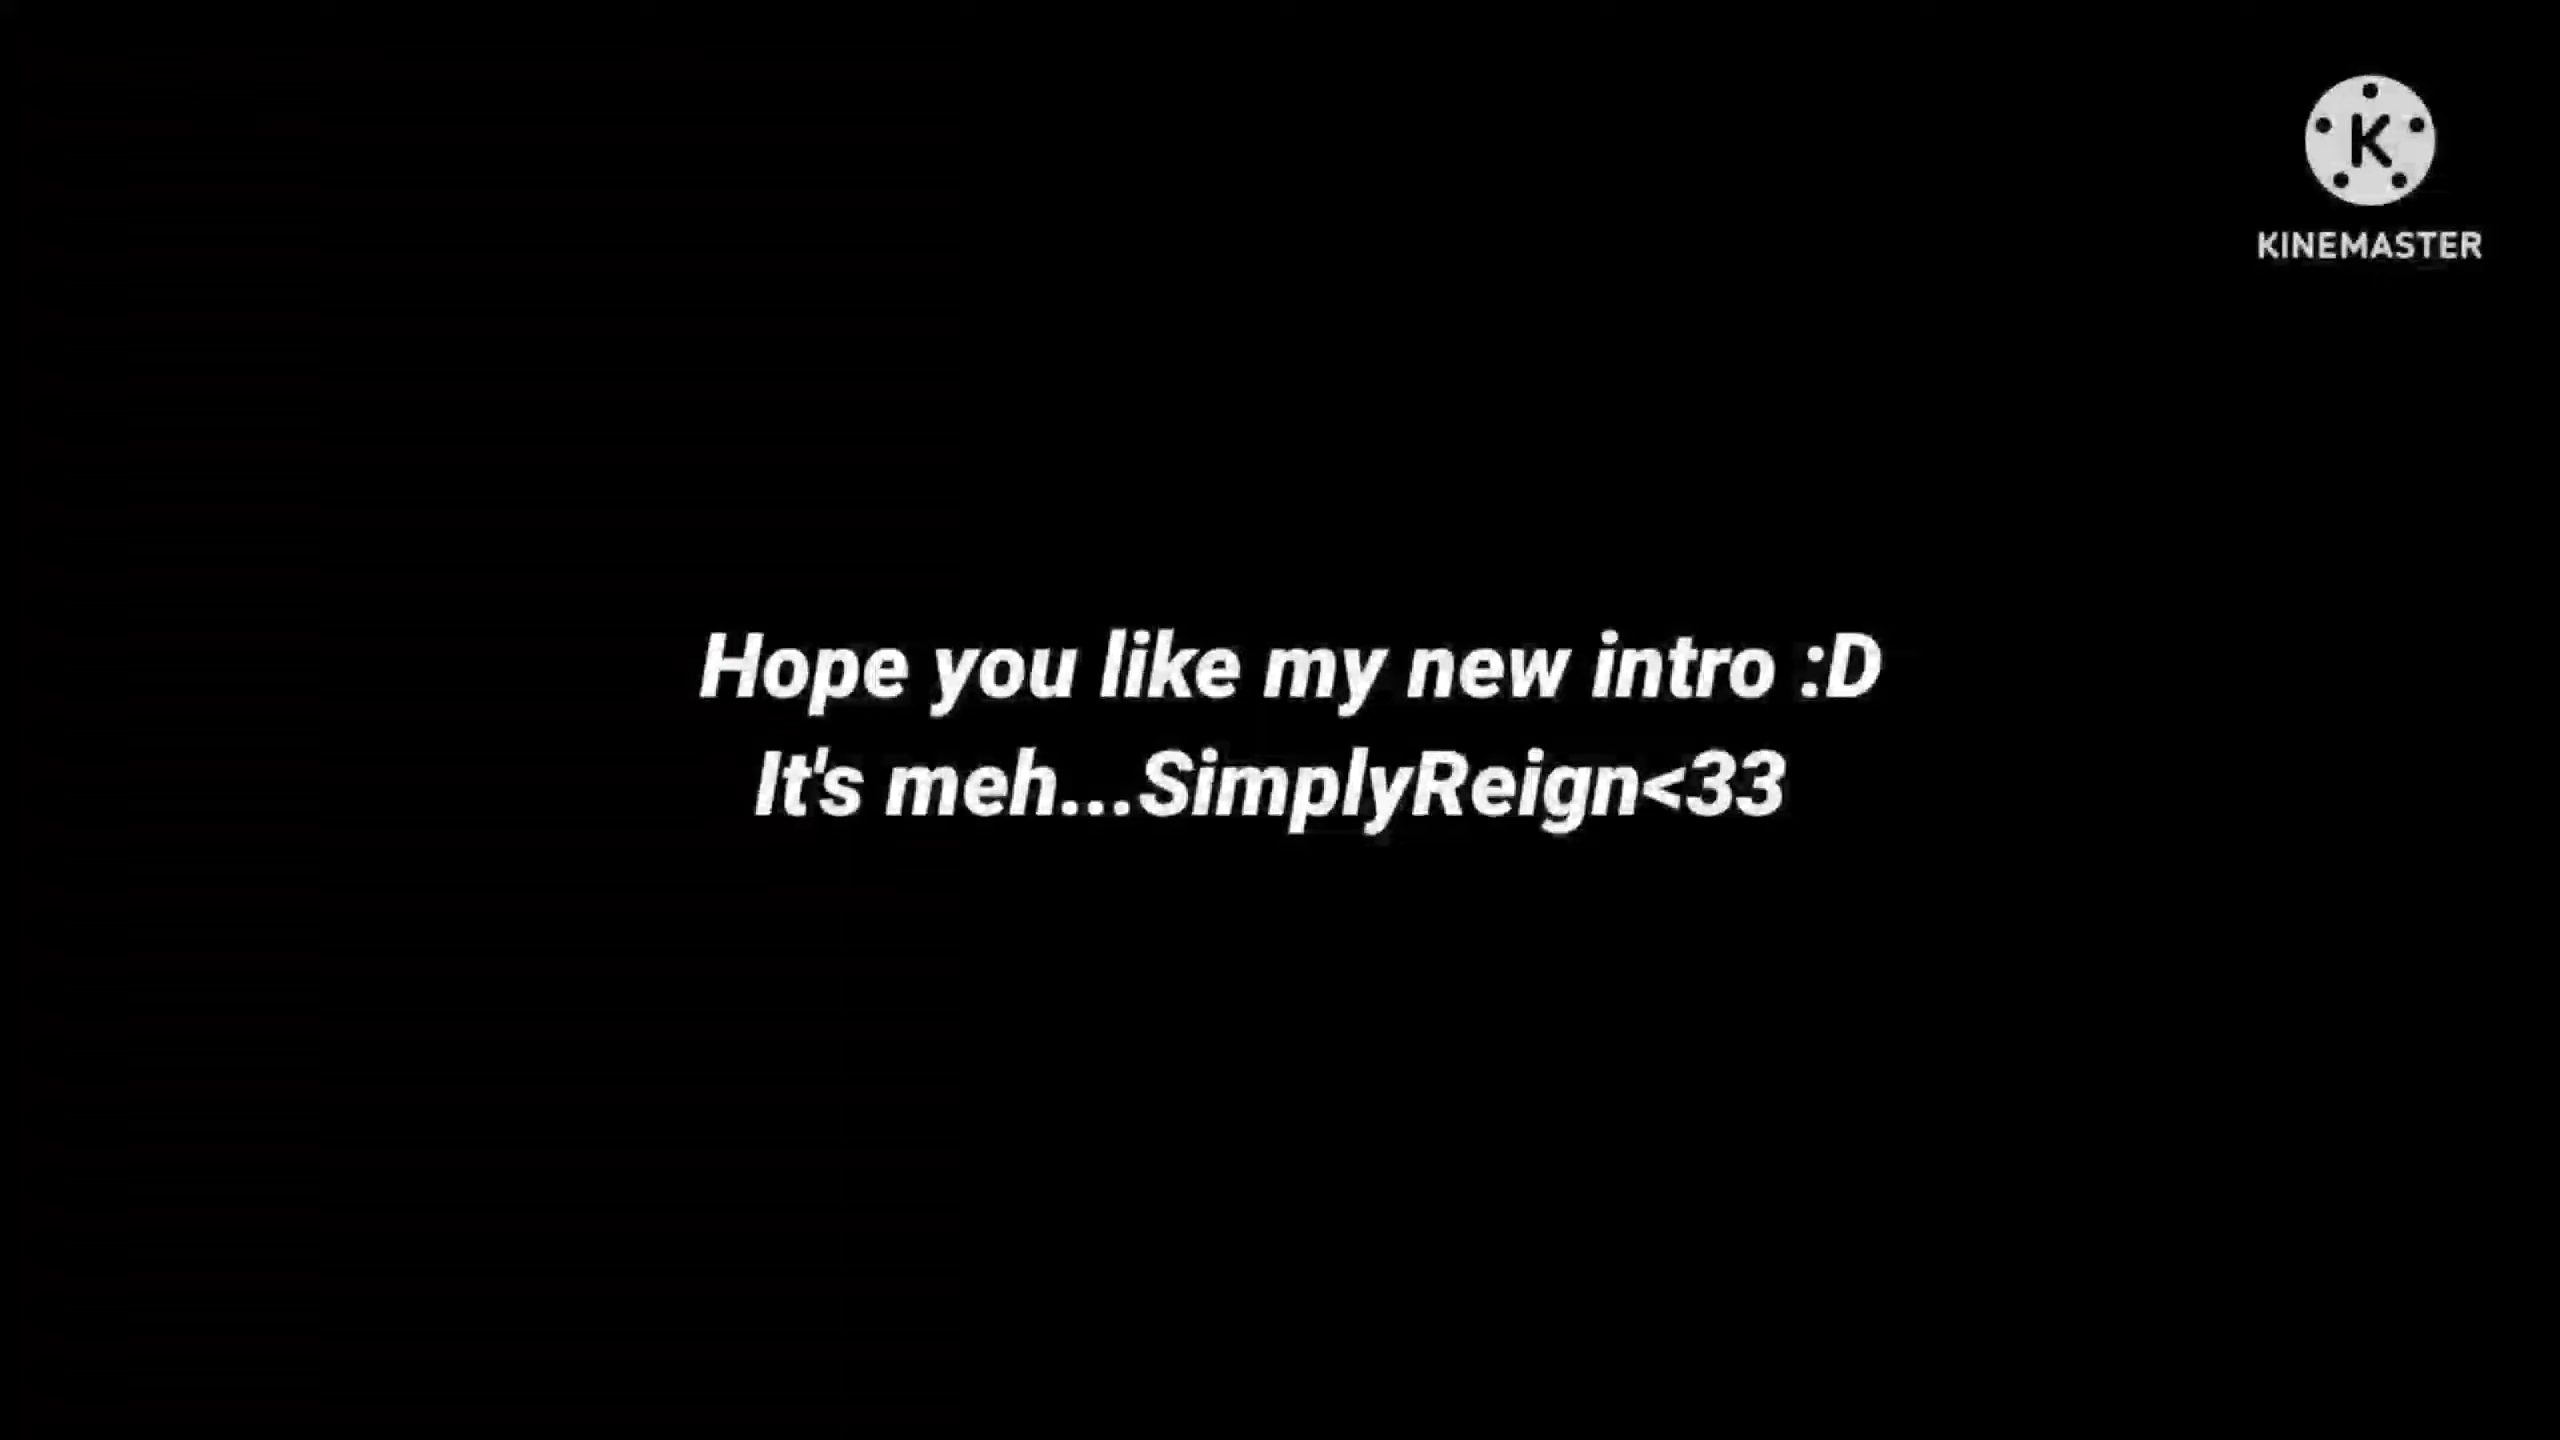 K
KINEMASTER
Hope you like my new intro :D
It's meh...SimplyReign<33